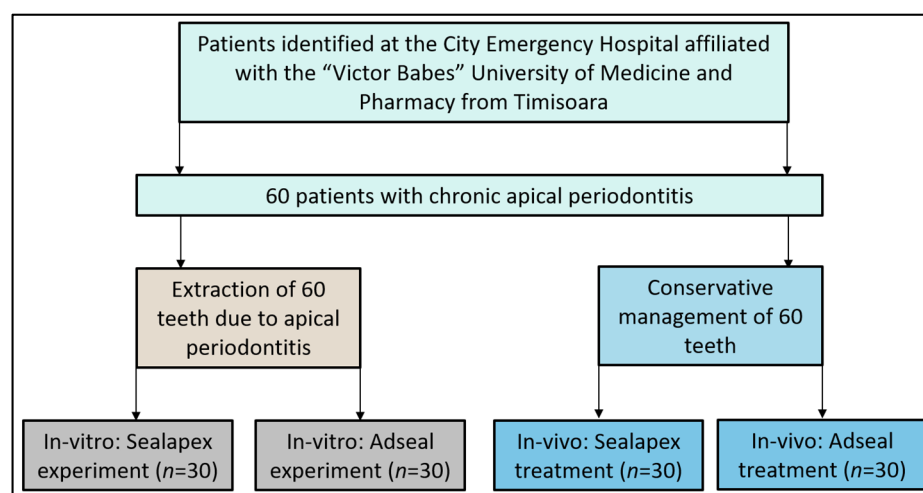 Patients identified at the City Emergency Hospital affiliated
with the “Victor Babes” University of Medicine and
Pharmacy from Timisoara
60 patients with chronic apical periodontitis
Extraction of 60
teeth due to apical
periodontitis
Conservative
management of 60
teeth
In-vitro: Sealapex
experiment (n=30)
In-vitro: Adseal
experiment (n=30)
In-vivo: Sealapex
treatment (n=30)
In-vivo: Adseal
treatment (n=30)